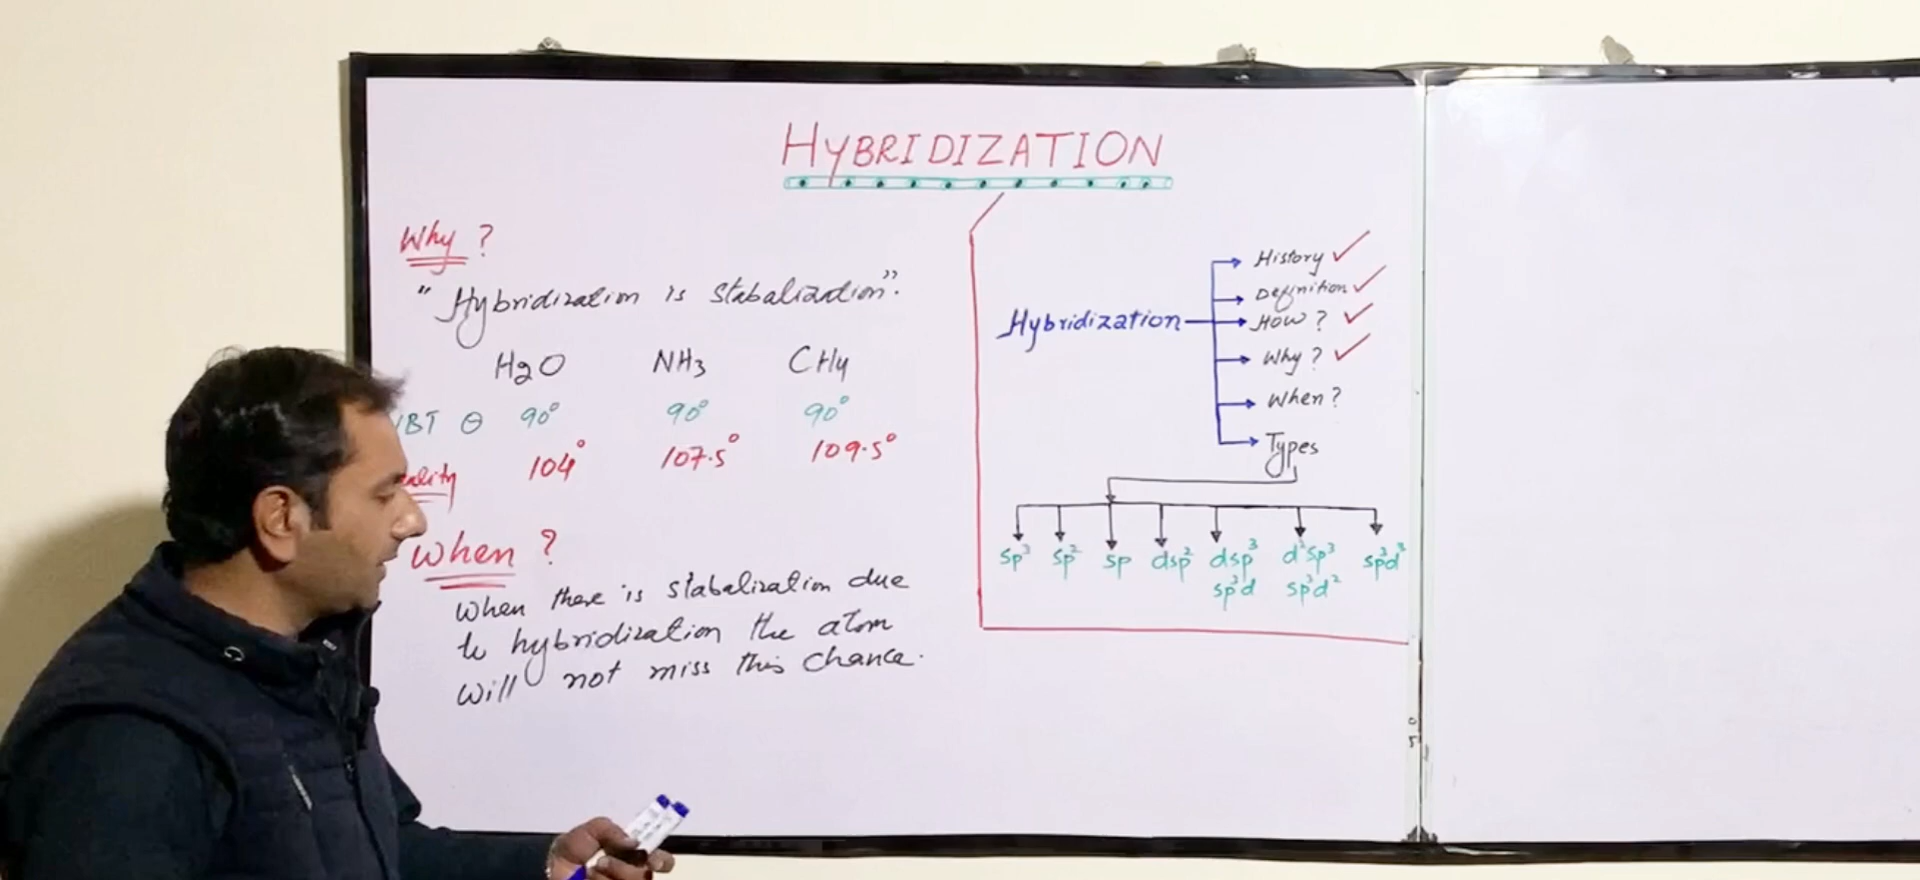 HYBRIDIZATION
Why ?
"Hybridization is stabalization".
H2O NH3 CH4
VBT θ 90° 90° 90°
104° 107.5° 109.5°
When ?
When there is stabalization due
to hybridization the atom
will not miss this chance.
Hybridization
History ✓
Definition ✓
How ? ✓
Why ? ✓
When ?
Types
sp³ sp² sp dsp² dsp³ d²sp³ sp³d³
sp³d sp³d²